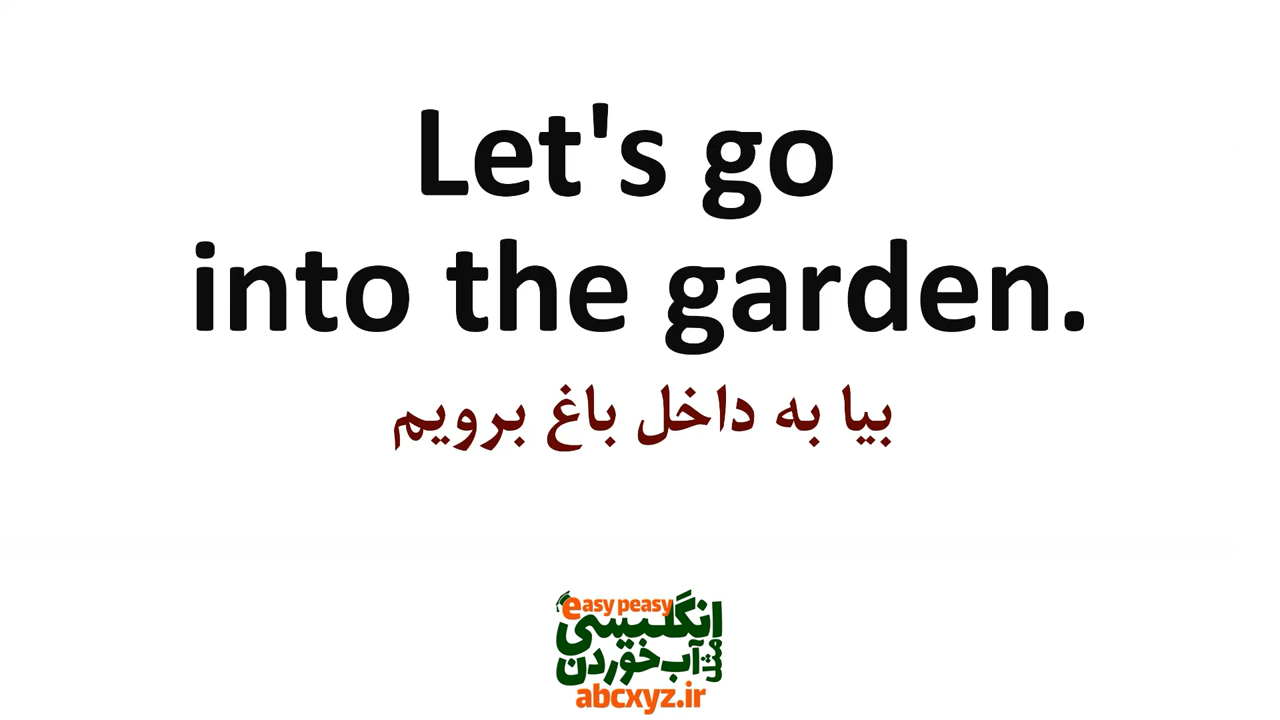 Let's go
into the garden.
بیا به داخل باغ برویم
easy peasy
انگلیسی
مثل آب خوردن
abcxyz.ir